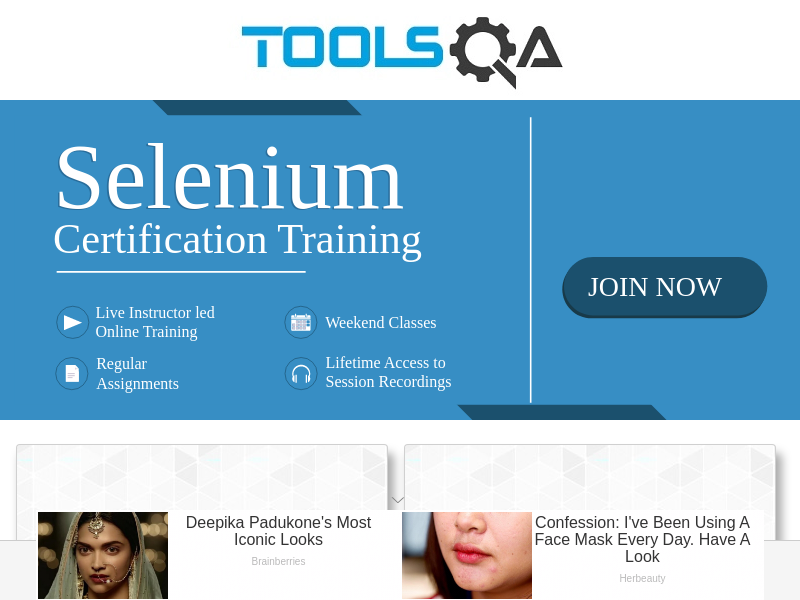 TOOLSQA
Selenium
Certification Training
Live Instructor led
Online Training
Weekend Classes
Regular
Assignments
Lifetime Access to
Session Recordings
JOIN NOW
Deepika Padukone's Most
Iconic Looks
Brainberries
Confession: I've Been Using A
Face Mask Every Day. Have A
Look
Herbeauty